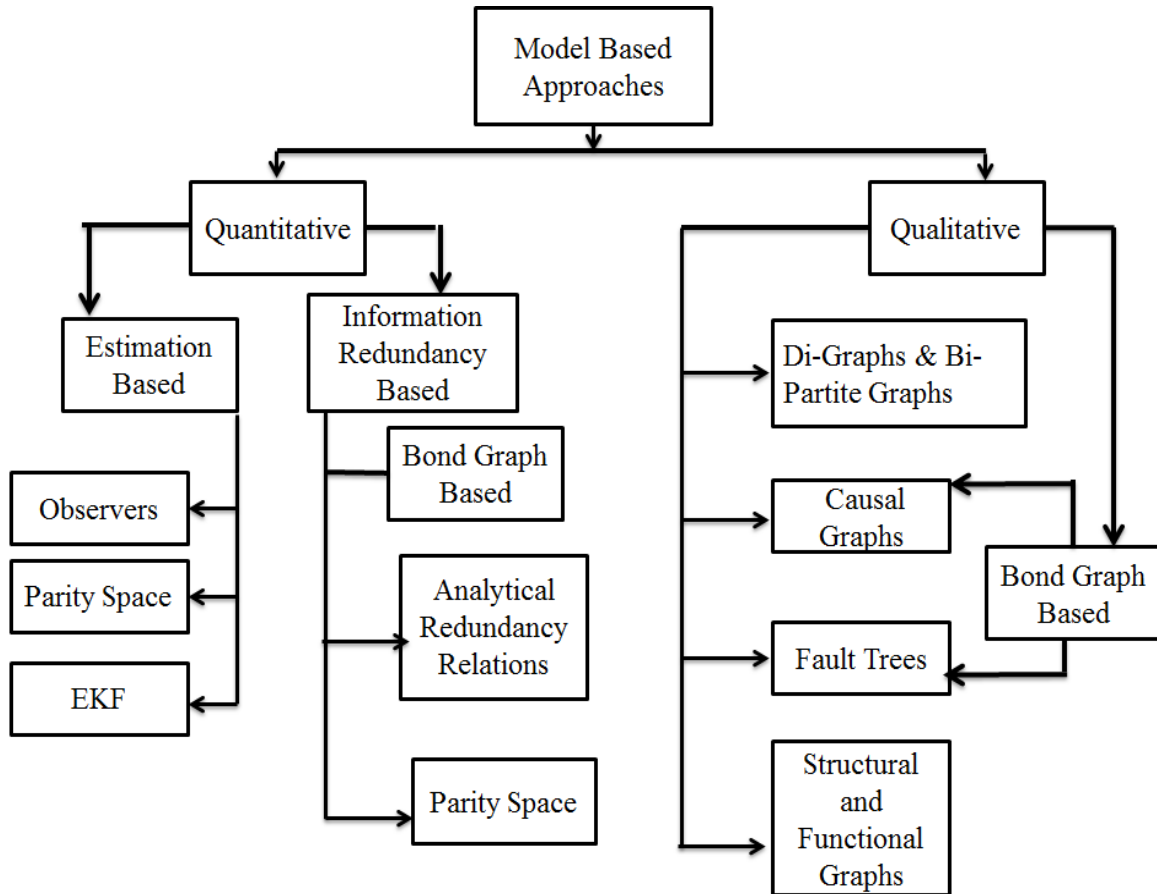 Model Based
Approaches
Quantitative
Qualitative
Estimation
Based
Information
Redundancy
Based
Observers
Parity Space
EKF
Bond Graph
Based
Analytical
Redundancy
Relations
Parity Space
Di-Graphs & Bi-
Partite Graphs
Causal
Graphs
Fault Trees
Structural
and
Functional
Graphs
Bond Graph
Based